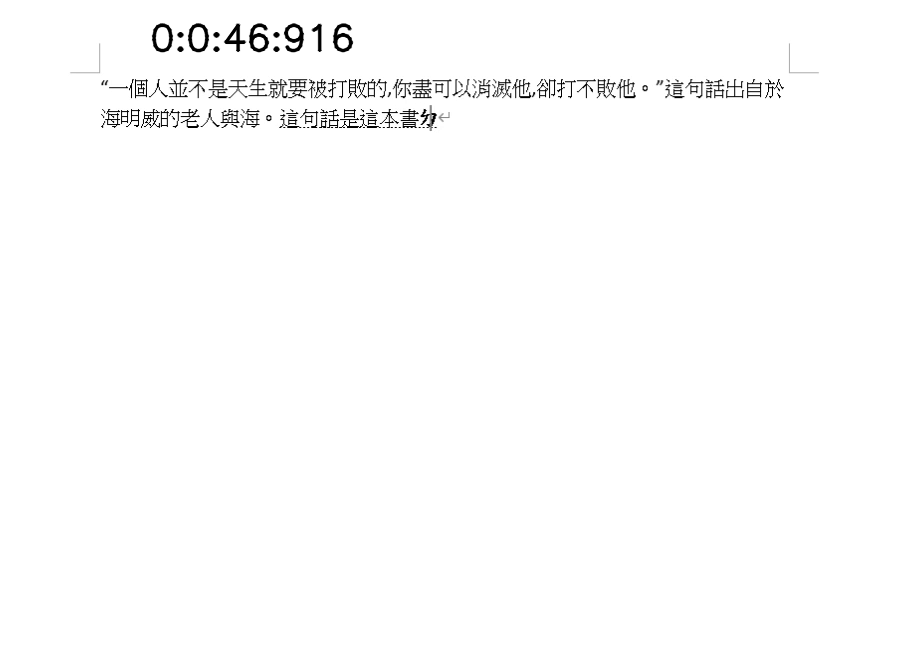 0:0:46:916
“一個人並不是天生就要被打敗的,你盡可以消滅他,卻打不敗他。”這句話出自於
海明威的老人與海。這句話是這本書ㄉ